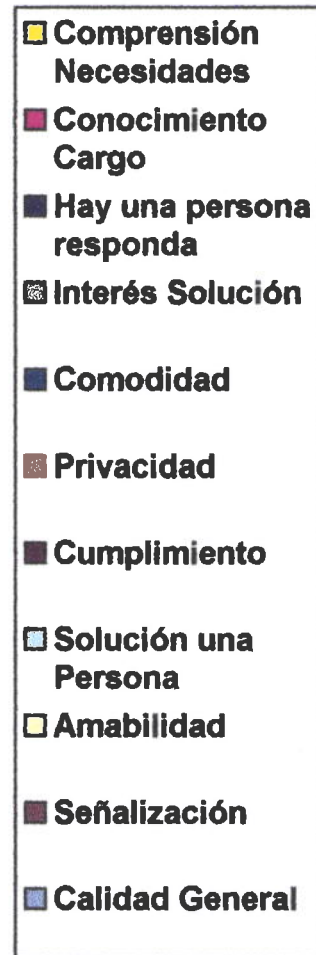 Comprensión
Necesidades
Conocimiento
Cargo
Hay una persona
responda
Interés Solución
Comodidad
Privacidad
Cumplimiento
Solución una
Persona
Amabilidad
Señalización
Calidad General